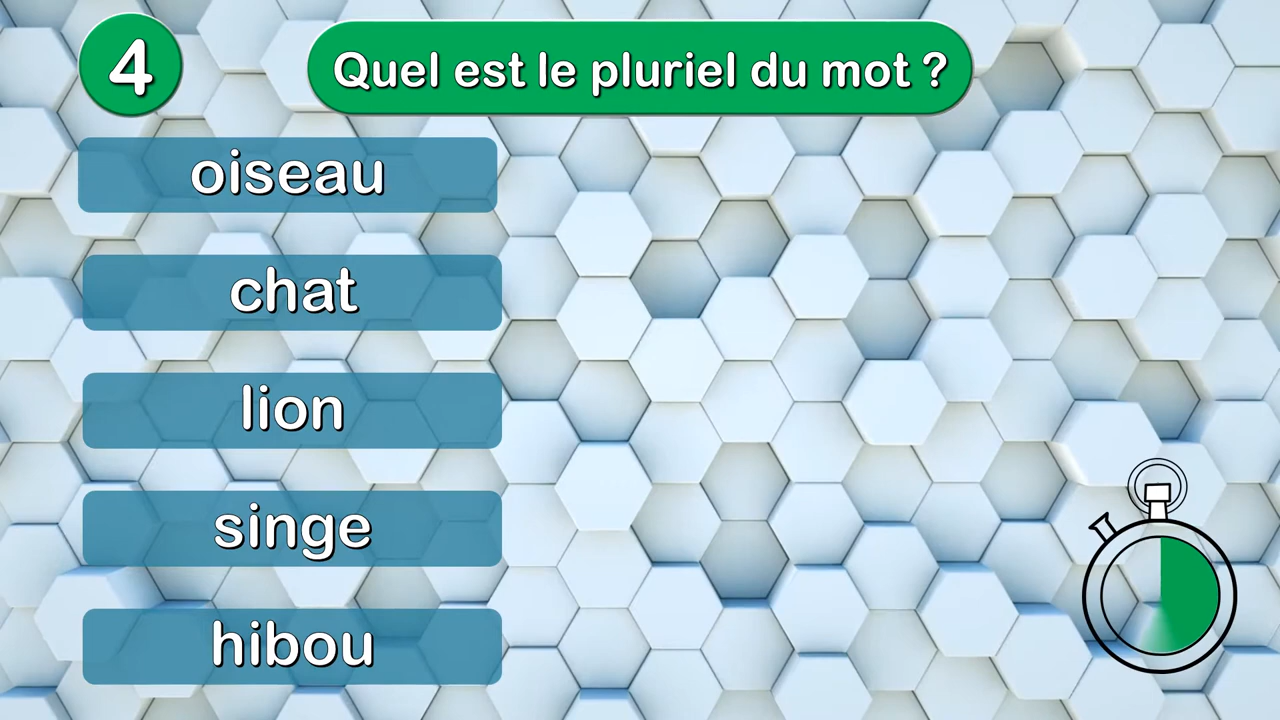 4
Quel est le pluriel du mot ?
oiseau
chat
lion
singe
hibou